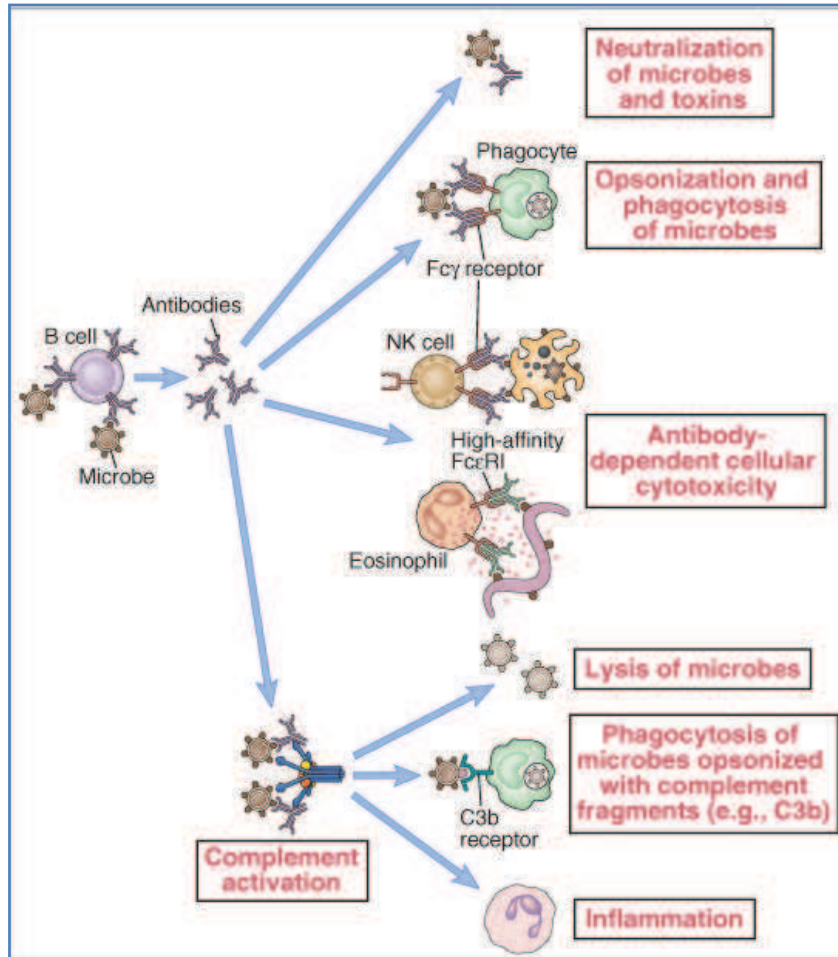 Neutralization
of microbes
and toxins
Phagocyte
Opsonization and
phagocytosis
of microbes
Fcγ receptor
Antibodies
B cell
NK cell
Microbe
High-affinity
FcεRI
Antibody-
dependent cellular
cytotoxicity
Eosinophil
Lysis of microbes
Phagocytosis of
microbes opsonized
with complement
fragments (e.g., C3b)
C3b
receptor
Complement
activation
Inflammation